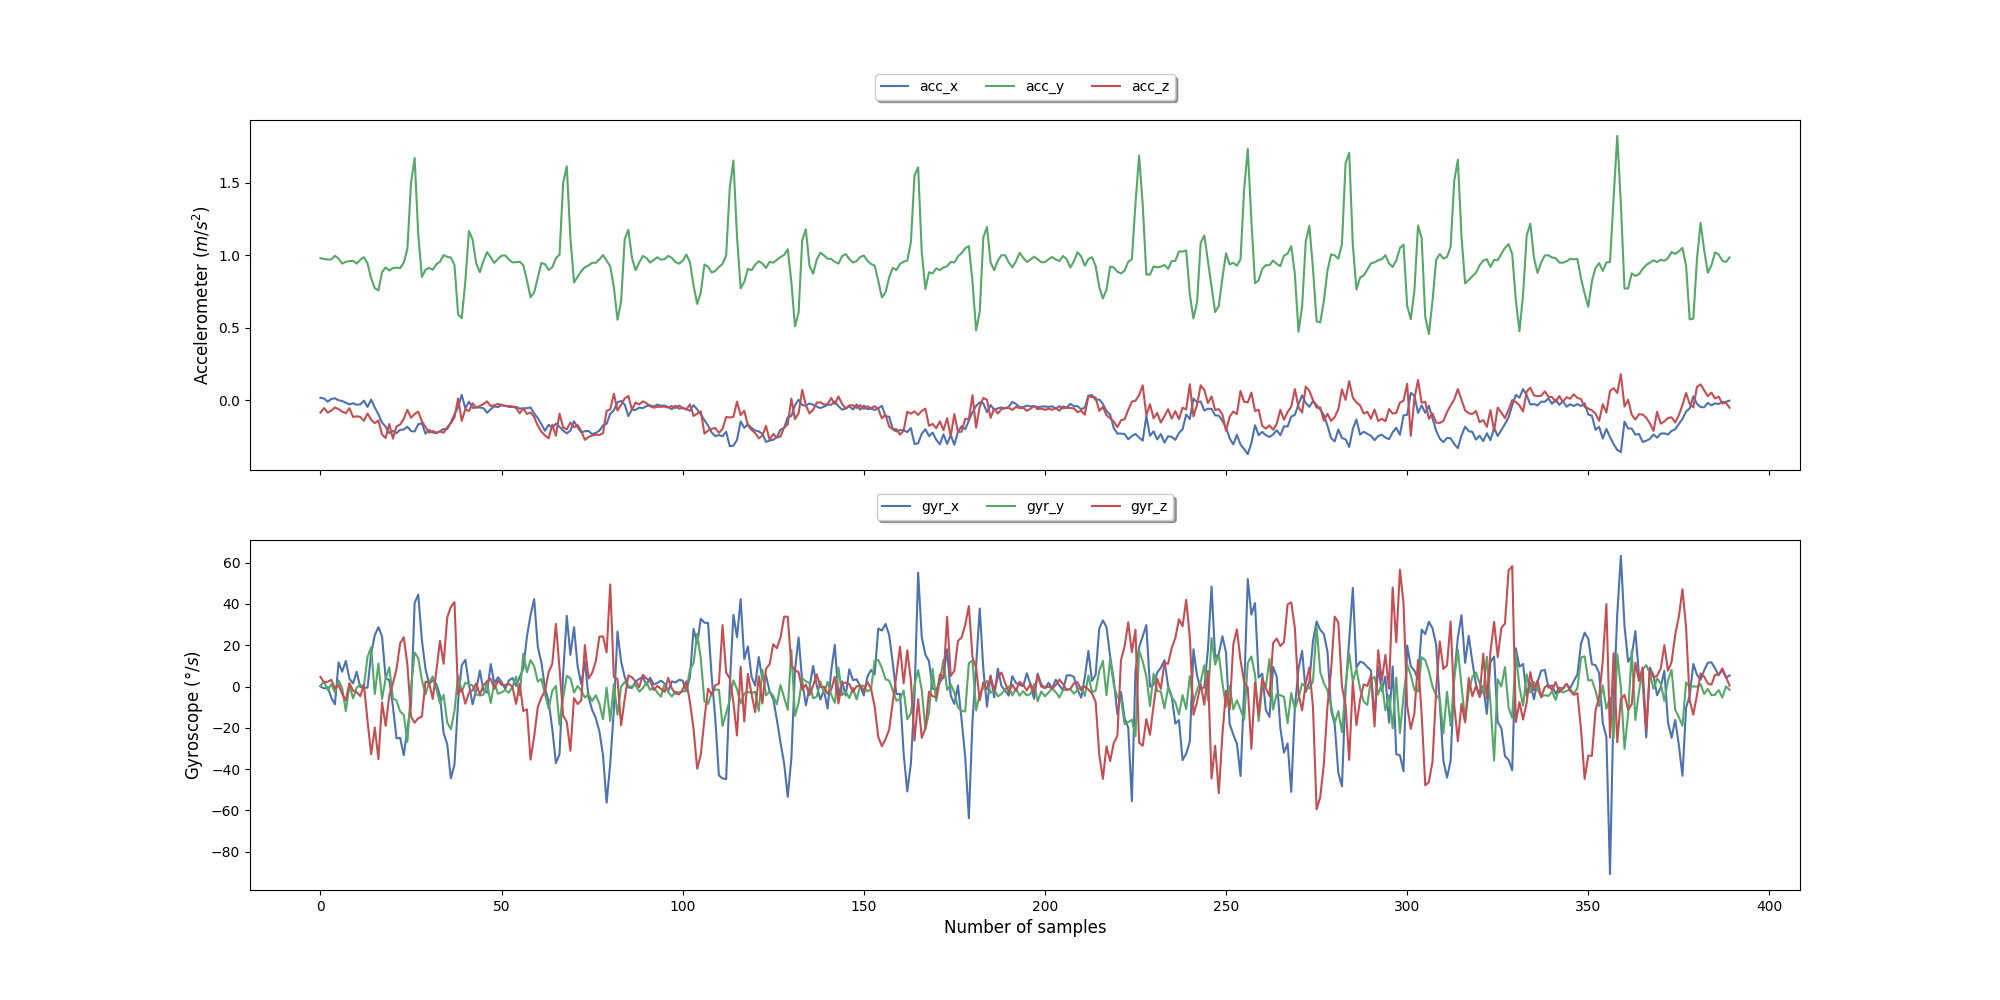 acc_x acc_y acc_z
Accelerometer (m/s²)
1.5
1.0
0.5
0.0
gyr_x gyr_y gyr_z
Gyroscope (°/s)
60
40
20
0
−20
−40
−60
−80
0 50 100 150 200 250 300 350 400
Number of samples